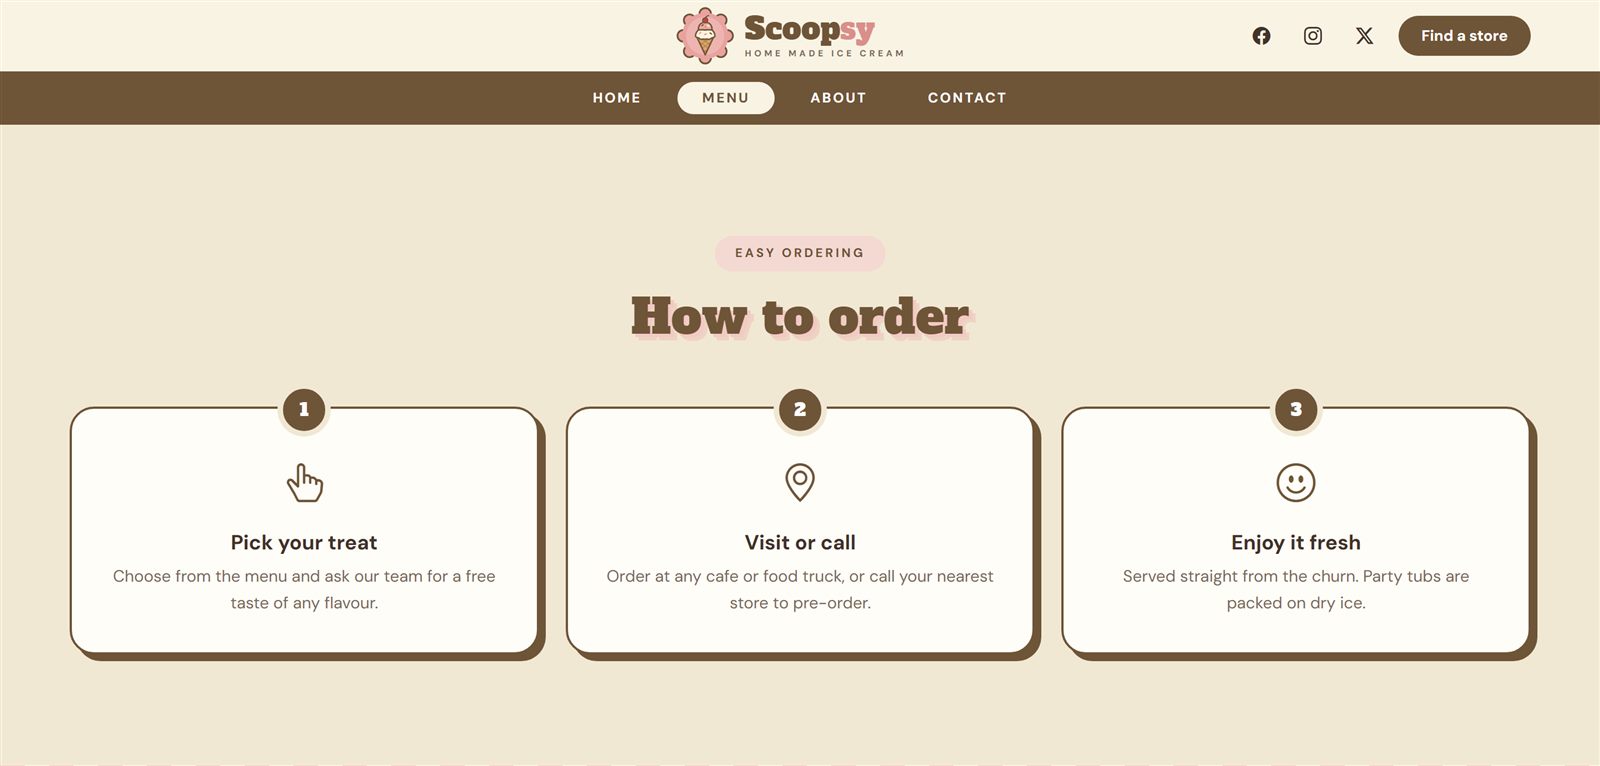 Scoopsy
HOME MADE ICE CREAM
Find a store
HOME
MENU
ABOUT
CONTACT
EASY ORDERING
How to order
1
Pick your treat
Choose from the menu and ask our team for a free
taste of any flavour.
2
Visit or call
Order at any cafe or food truck, or call your nearest
store to pre-order.
3
Enjoy it fresh
Served straight from the churn. Party tubs are
packed on dry ice.